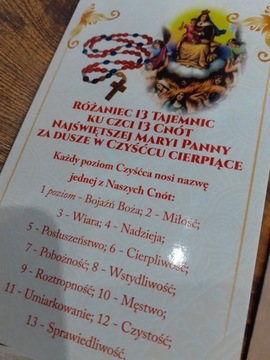 Różaniec 13 Tajemnic
ku czci 13 Cnót
Najświętszej Maryi Panny
za dusze w Czyśćcu cierpiące
Każdy poziom Czyśćca nosi nazwę
jednej z Naszych Cnót:
1 poziom - Bojaźń Boża; 2 - Miłość;
3 - Wiara; 4 - Nadzieja;
5 - Posłuszeństwo; 6 - Cierpliwość;
7 - Pobożność; 8 - Wstydliwość;
9 - Roztropność; 10 - Męstwo;
11 - Umiarkowanie; 12 - Czystość;
13 - Sprawiedliwość.